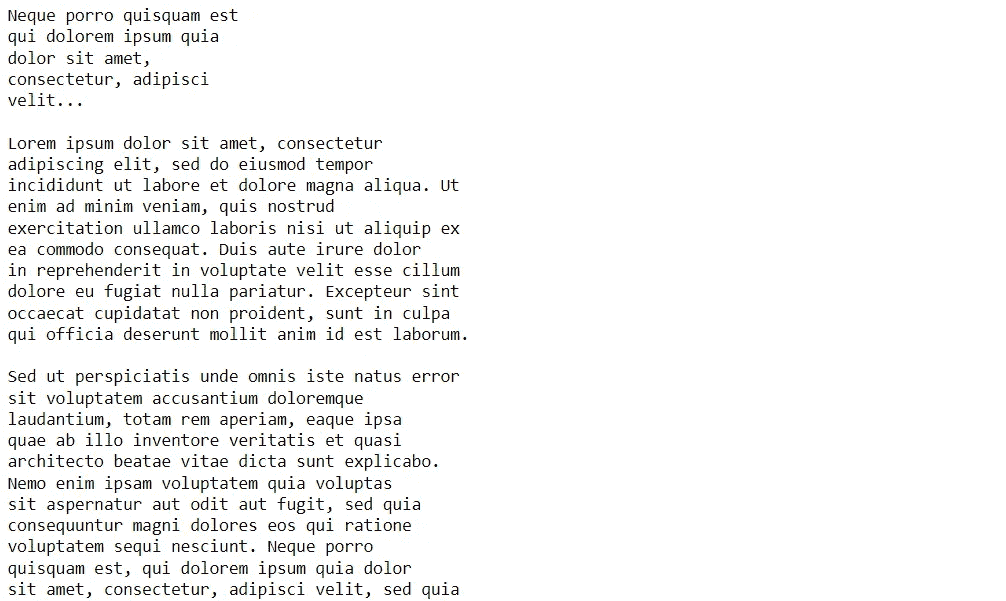 Neque porro quisquam est
qui dolorem ipsum quia
dolor sit amet,
consectetur, adipisci
velit...

Lorem ipsum dolor sit amet, consectetur
adipiscing elit, sed do eiusmod tempor
incididunt ut labore et dolore magna aliqua. Ut
enim ad minim veniam, quis nostrud
exercitation ullamco laboris nisi ut aliquip ex
ea commodo consequat. Duis aute irure dolor
in reprehenderit in voluptate velit esse cillum
dolore eu fugiat nulla pariatur. Excepteur sint
occaecat cupidatat non proident, sunt in culpa
qui officia deserunt mollit anim id est laborum.

Sed ut perspiciatis unde omnis iste natus error
sit voluptatem accusantium doloremque
laudantium, totam rem aperiam, eaque ipsa
quae ab illo inventore veritatis et quasi
architecto beatae vitae dicta sunt explicabo.
Nemo enim ipsam voluptatem quia voluptas
sit aspernatur aut odit aut fugit, sed quia
consequuntur magni dolores eos qui ratione
voluptatem sequi nesciunt. Neque porro
quisquam est, qui dolorem ipsum quia dolor
sit amet, consectetur, adipisci velit, sed quia